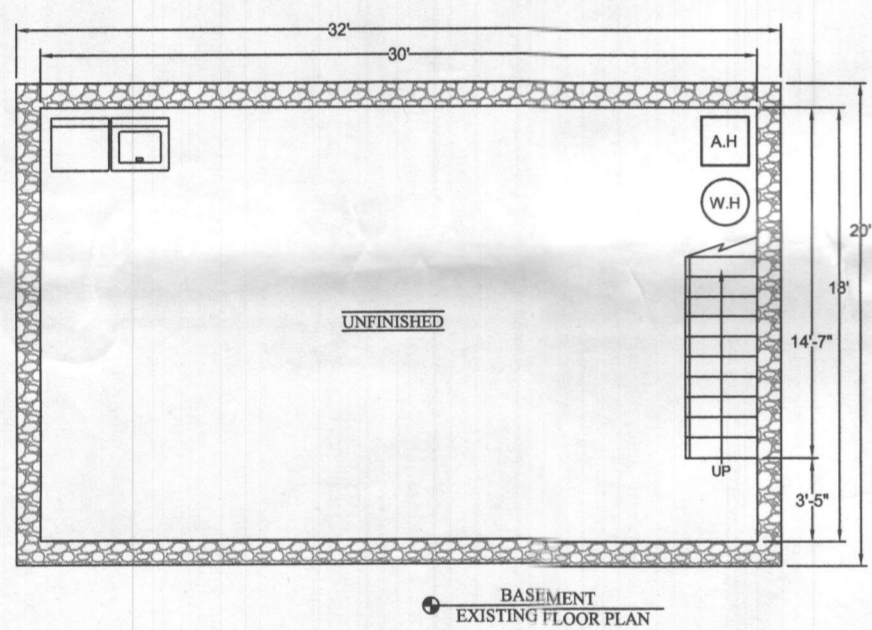 32'
30'
A.H
W.H
20'
18'
UNFINISHED
14'-7"
UP
3'-5"
BASEMENT
EXISTING FLOOR PLAN